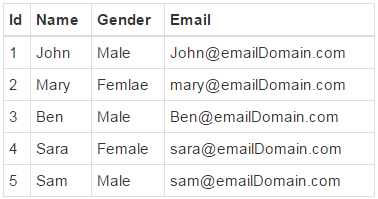 Id Name Gender Email
1 John Male John@emailDomain.com
2 Mary Femlae mary@emailDomain.com
3 Ben Male Ben@emailDomain.com
4 Sara Female sara@emailDomain.com
5 Sam Male sam@emailDomain.com